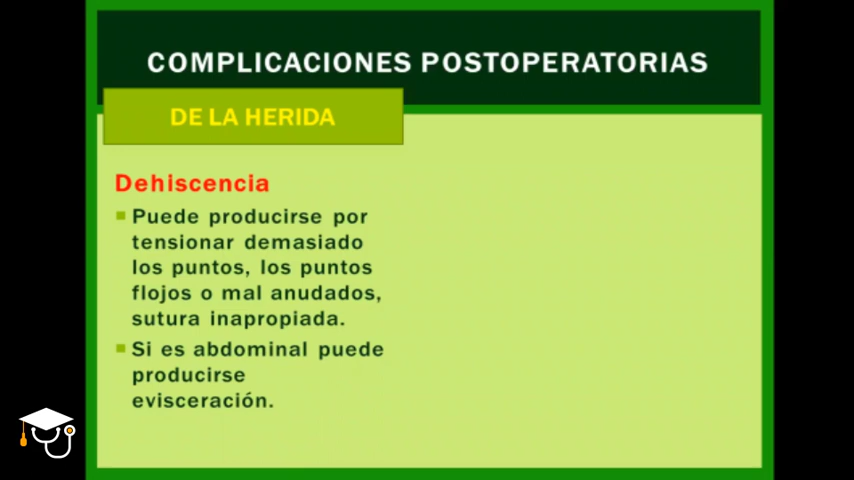 COMPLICACIONES POSTOPERATORIAS
DE LA HERIDA
Dehiscencia
Puede producirse por
tensionar demasiado
los puntos, los puntos
flojos o mal anudados,
sutura inapropiada.
Si es abdominal puede
producirse
evisceración.